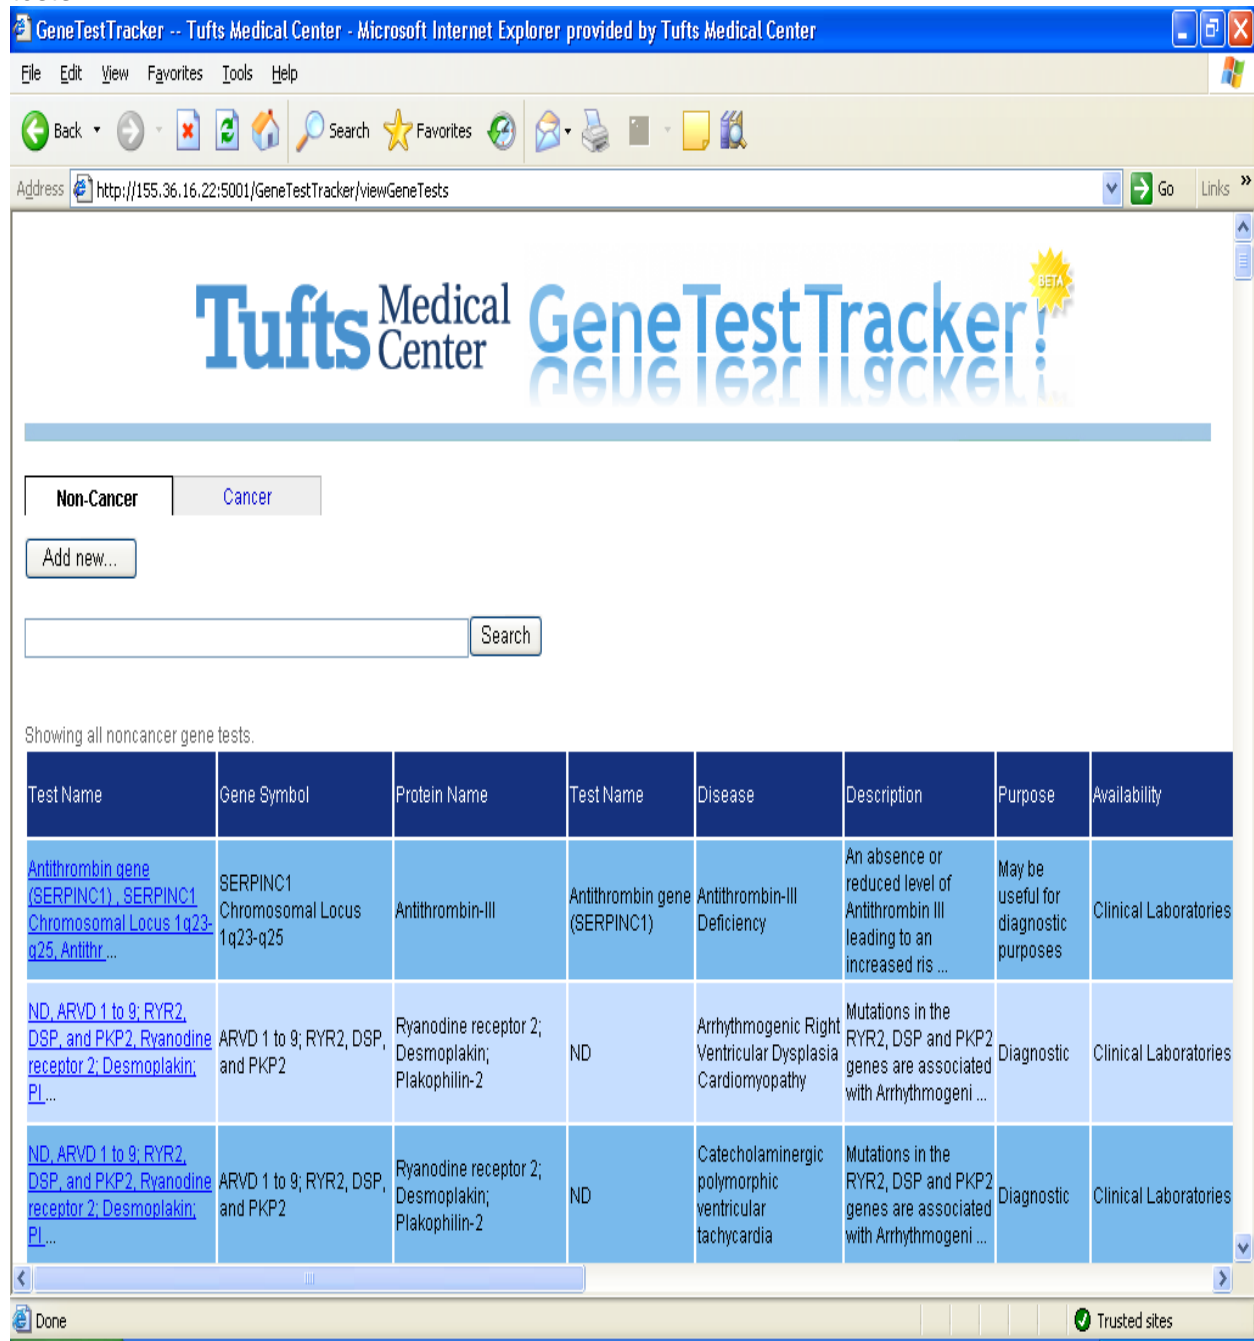 GeneTestTracker -- Tufts Medical Center - Microsoft Internet Explorer provided by Tufts Medical Center
File Edit View Favorites Tools Help
Back Search Favorites
Address http://155.36.16.22:5001/GeneTestTracker/viewGeneTests Go Links »
Tufts Medical Center GeneTestTracker! BETA
Non-Cancer Cancer
Add new...
Search
Showing all noncancer gene tests.
Test Name Gene Symbol Protein Name Test Name Disease Description Purpose Availability
Antithrombin gene
(SERPINC1) , SERPINC1
Chromosomal Locus 1q23-
q25, Antithr ...
SERPINC1
Chromosomal Locus
1q23-q25
Antithrombin-III
Antithrombin gene
(SERPINC1)
Antithrombin-III
Deficiency
An absence or
reduced level of
Antithrombin III
leading to an
increased ris ...
May be
useful for
diagnostic
purposes
Clinical Laboratories
ND, ARVD 1 to 9; RYR2,
DSP, and PKP2, Ryanodine
receptor 2; Desmoplakin;
Pl ...
ARVD 1 to 9; RYR2, DSP,
and PKP2
Ryanodine receptor 2;
Desmoplakin;
Plakophilin-2
ND
Arrhythmogenic Right
Ventricular Dysplasia
Cardiomyopathy
Mutations in the
RYR2, DSP and PKP2
genes are associated
with Arrhythmogeni ...
Diagnostic
Clinical Laboratories
ND, ARVD 1 to 9; RYR2,
DSP, and PKP2, Ryanodine
receptor 2; Desmoplakin;
Pl ...
ARVD 1 to 9; RYR2, DSP,
and PKP2
Ryanodine receptor 2;
Desmoplakin;
Plakophilin-2
ND
Catecholaminergic
polymorphic
ventricular
tachycardia
Mutations in the
RYR2, DSP and PKP2
genes are associated
with Arrhythmogeni ...
Diagnostic
Clinical Laboratories
Done Trusted sites